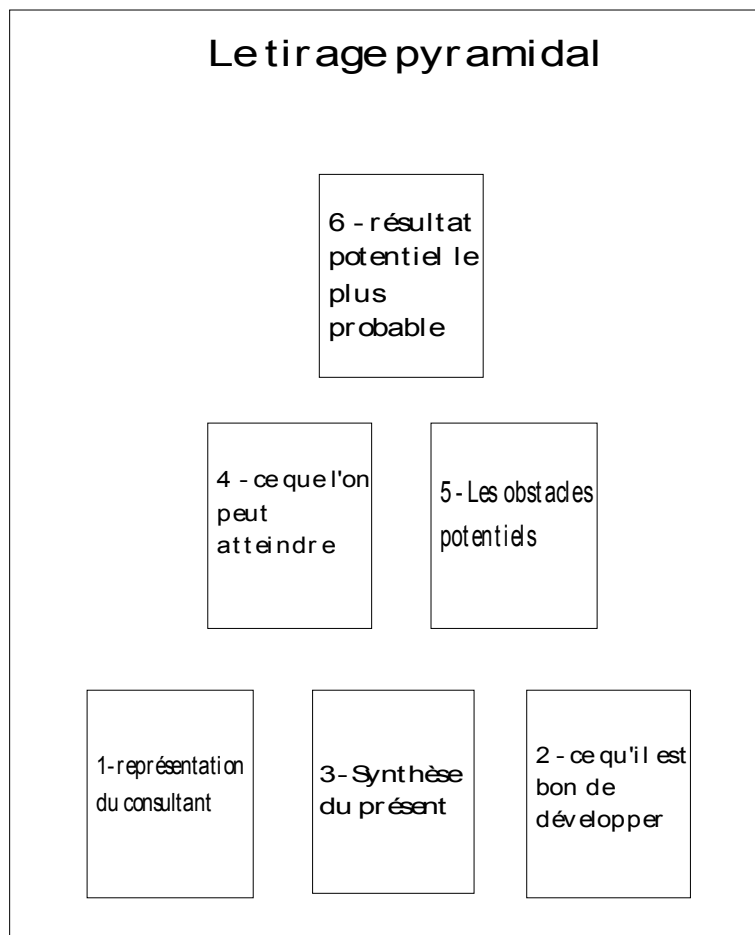 Le tirage pyramidal
6 - résultat
potentiel le
plus
probable
4 - ce que l'on
peut
atteindre
5 - Les obstacles
potentiels
1- représentation
du consultant
3- Synthèse
du présent
2 - ce qu'il est
bon de
développer